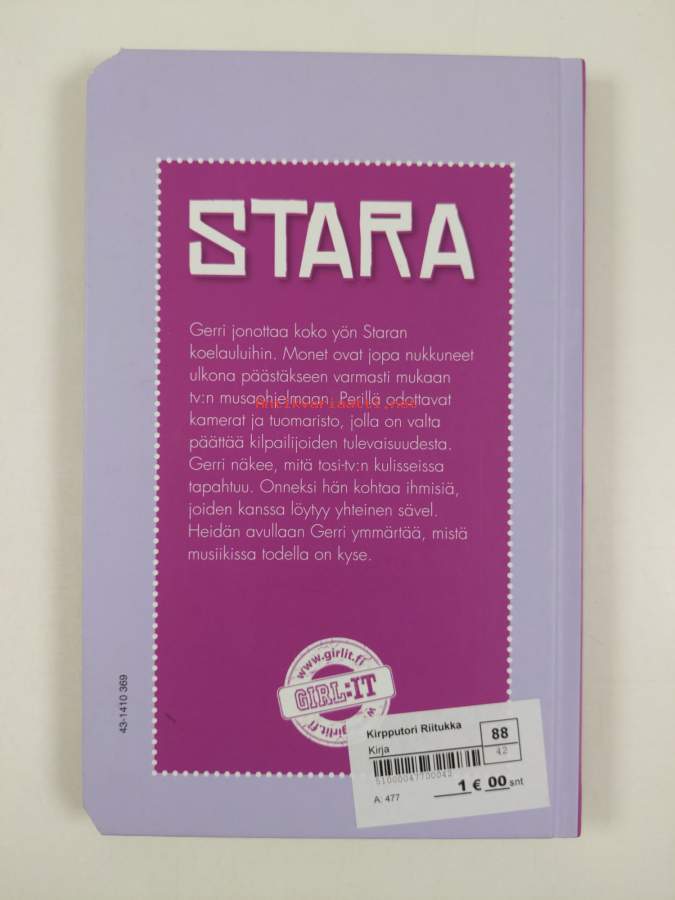 STARA
Gerri jonottaa koko yön Staran
koelauluihin. Monet ovat jopa nukkuneet
ulkona päästäkseen varmasti mukaan
tv:n musaohjelmaan. Perillä odottavat
Antikvariaatti.net
kamerat ja tuomaristo, jolla on valta
päättää kilpailijoiden tulevaisuudesta.
Gerri näkee, mitä tosi-tv:n kulisseissa
tapahtuu. Onneksi hän kohtaa ihmisiä,
joiden kanssa löytyy yhteinen sävel.
Heidän avullaan Gerri ymmärtää, mistä
musiikissa todella on kyse.
www.girlit.fi
GIRL:IT
43-1410 369
Kirpputori Riitukka
88
Kirja
42
51000047700042
1 € 00 snt
A: 477